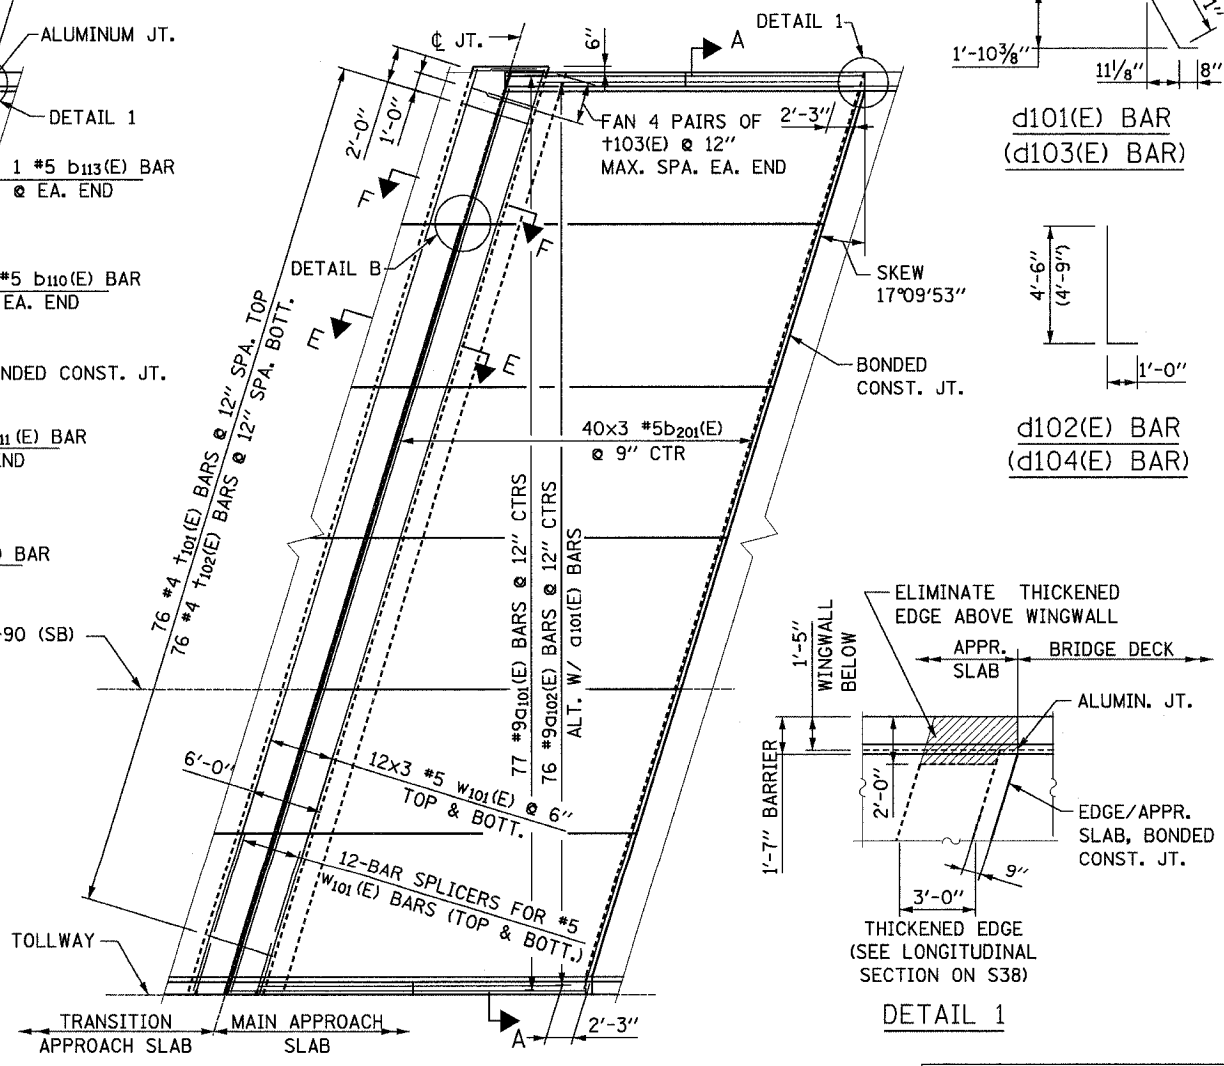 ALUMINUM JT.
DETAIL 1
1 #5 b113(E) BAR
@ EA. END
#5 b110(E) BAR
EA. END
NDED CONST. JT.
11 (E) BAR
ND
) BAR
-90 (SB)
TOLLWAY
TRANSITION
APPROACH SLAB
MAIN APPROACH
SLAB
℄ JT.
6"
A
DETAIL 1
2'-0"
1'-0"
FAN 4 PAIRS OF
t103(E) @ 12"
MAX. SPA. EA. END
2'-3"
F
F
DETAIL B
E
E
SKEW
17°09'53"
BONDED
CONST. JT.
40x3 #5b201(E)
@ 9" CTR
76 #4 t101(E) BARS @ 12" SPA. TOP
76 #4 t102(E) BARS @ 12" SPA. BOTT.
77 #9a101(E) BARS @ 12" CTRS
76 #9a102(E) BARS @ 12" CTRS
ALT. W/ a101(E) BARS
6'-0"
12x3 #5 w101(E) @ 6"
TOP & BOTT.
12-BAR SPLICERS FOR #5
w101 (E) BARS (TOP & BOTT.)
A
2'-3"
1'-10⅜"
11⅛"
8"
1"
d101(E) BAR
(d103(E) BAR)
4'-6"
(4'-9")
1'-0"
d102(E) BAR
(d104(E) BAR)
ELIMINATE THICKENED
EDGE ABOVE WINGWALL
APPR.
SLAB
BRIDGE DECK
1'-5"
WINGWALL
BELOW
ALUMIN. JT.
1'-7" BARRIER
2'-0"
EDGE/APPR.
SLAB, BONDED
CONST. JT.
9"
3'-0"
THICKENED EDGE
(SEE LONGITUDINAL
SECTION ON S38)
DETAIL 1